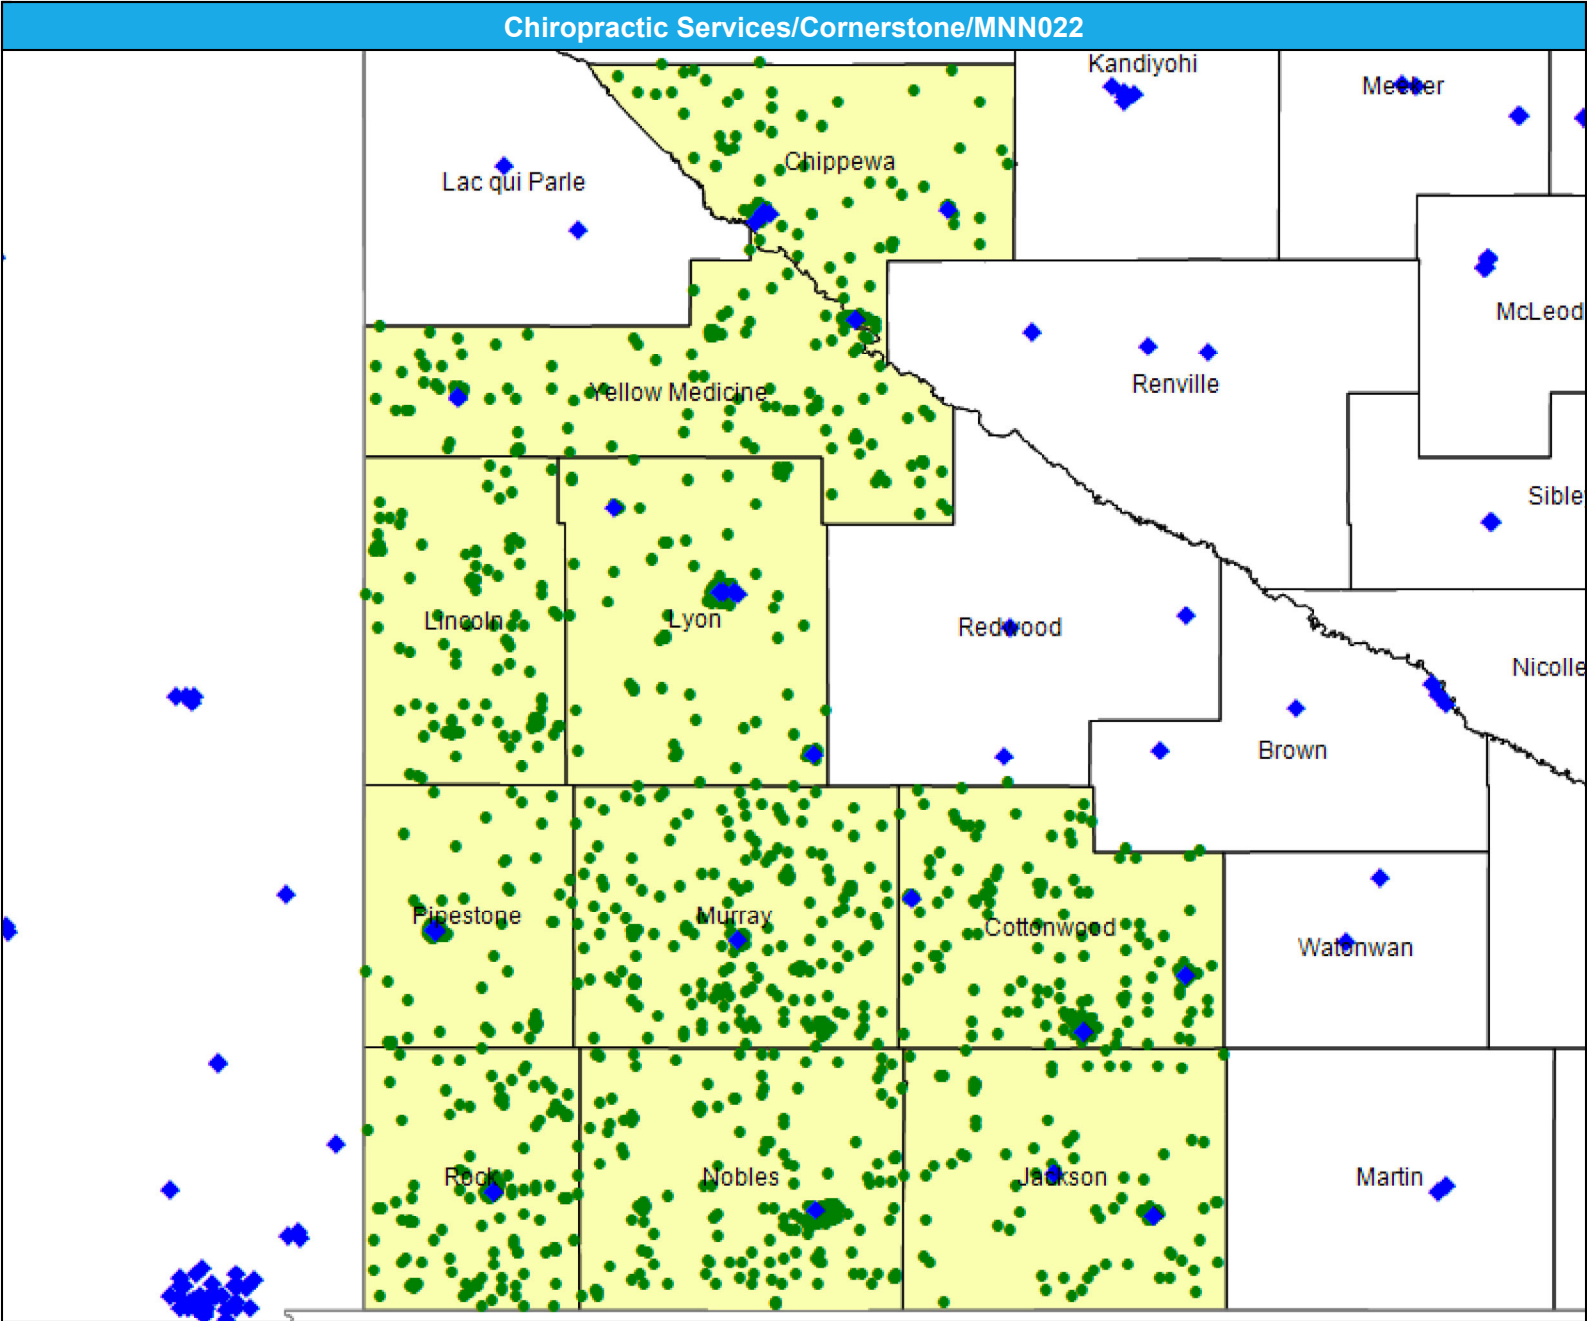 Chiropractic Services/Cornerstone/MNN022
Kandiyohi
Meeker
Chippewa
Lac qui Parle
McLeod
Renville
Yellow Medicine
Sible
Lincoln
Lyon
Redwood
Nicolle
Brown
Pipestone
Murray
Cottonwood
Watonwan
Rock
Nobles
Jackson
Martin